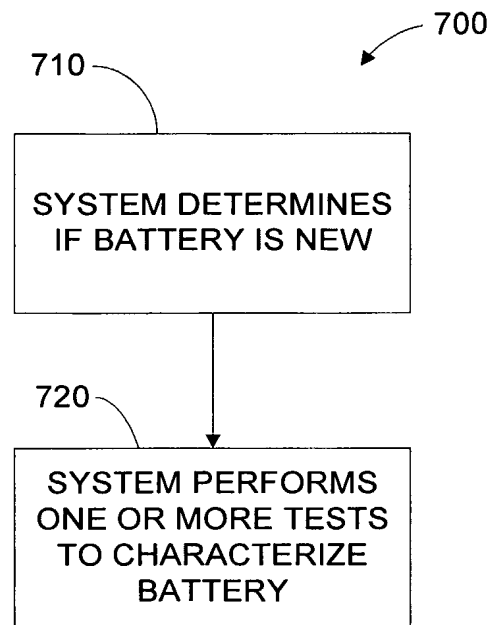 700
710
SYSTEM DETERMINES
IF BATTERY IS NEW
720
SYSTEM PERFORMS
ONE OR MORE TESTS
TO CHARACTERIZE
BATTERY